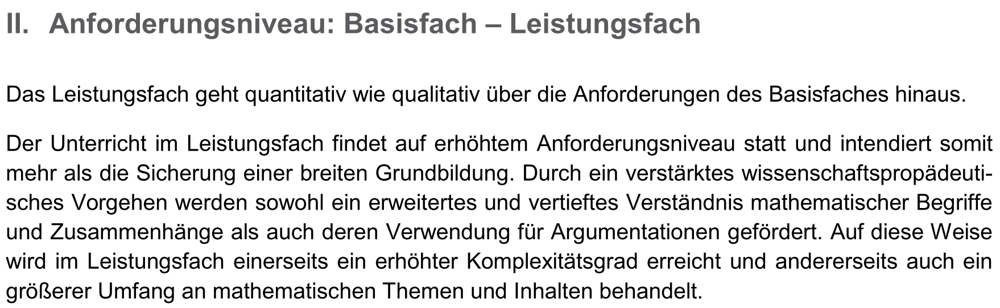 II. Anforderungsniveau: Basisfach – Leistungsfach
Das Leistungsfach geht quantitativ wie qualitativ über die Anforderungen des Basisfaches hinaus.
Der Unterricht im Leistungsfach findet auf erhöhtem Anforderungsniveau statt und intendiert somit
mehr als die Sicherung einer breiten Grundbildung. Durch ein verstärktes wissenschaftspropädeuti-
sches Vorgehen werden sowohl ein erweitertes und vertieftes Verständnis mathematischer Begriffe
und Zusammenhänge als auch deren Verwendung für Argumentationen gefördert. Auf diese Weise
wird im Leistungsfach einerseits ein erhöhter Komplexitätsgrad erreicht und andererseits auch ein
größerer Umfang an mathematischen Themen und Inhalten behandelt.